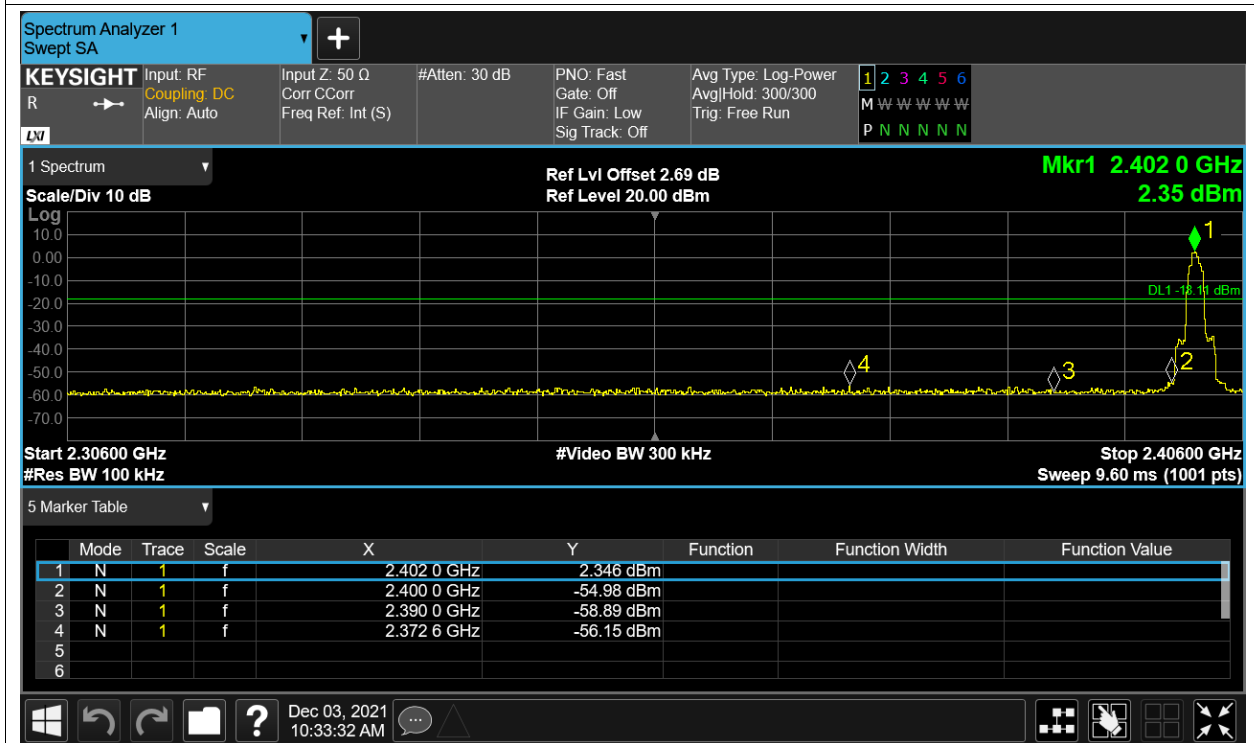 Spectrum Analyzer 1
Swept SA
+
KEYSIGHT Input: RF Input Z: 50 Ω #Atten: 30 dB PNO: Fast Avg Type: Log-Power 1 2 3 4 5 6
R Coupling: DC Corr CCorr Gate: Off Avg|Hold: 300/300 M W W W W W
Align: Auto Freq Ref: Int (S) IF Gain: Low Trig: Free Run
LXI Sig Track: Off P N N N N N
1 Spectrum Ref Lvl Offset 2.69 dB Mkr1 2.402 0 GHz
Scale/Div 10 dB Ref Level 20.00 dBm 2.35 dBm
Log
10.0 1
0.00
-10.0
DL1 -18.11 dBm
-20.0
-30.0
-40.0
4 3 2
-50.0
-60.0
-70.0
Start 2.30600 GHz #Video BW 300 kHz Stop 2.40600 GHz
#Res BW 100 kHz Sweep 9.60 ms (1001 pts)
5 Marker Table
Mode Trace Scale X Y Function Function Width Function Value
1 N 1 f 2.402 0 GHz 2.346 dBm
2 N 1 f 2.400 0 GHz -54.98 dBm
3 N 1 f 2.390 0 GHz -58.89 dBm
4 N 1 f 2.372 6 GHz -56.15 dBm
5
6
? Dec 03, 2021
10:33:32 AM